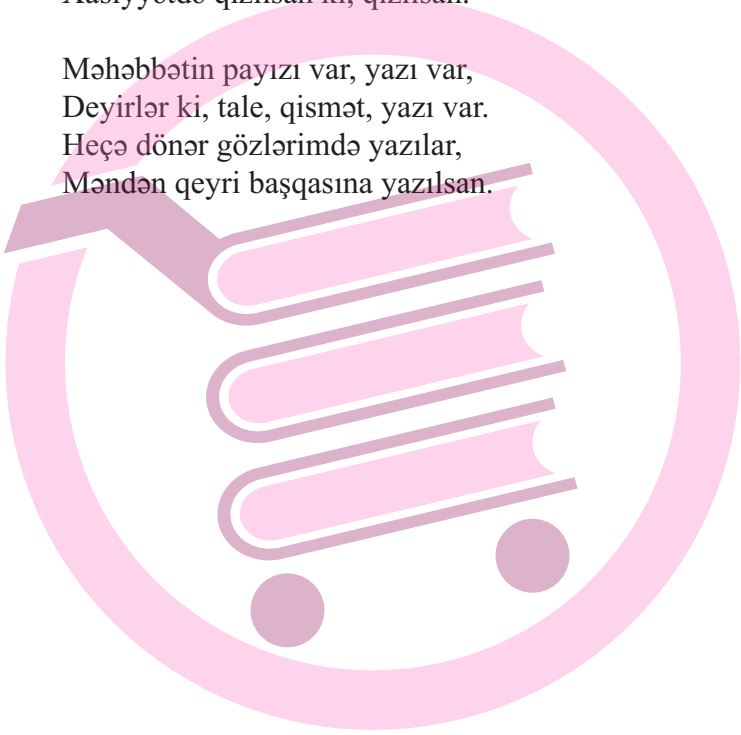 Məhəbbətin payızı var, yazı var,
Deyirlər ki, tale, qismət, yazı var.
Heçə dönər gözlərimdə yazılar,
Məndən qeyri başqasına yazılsan.